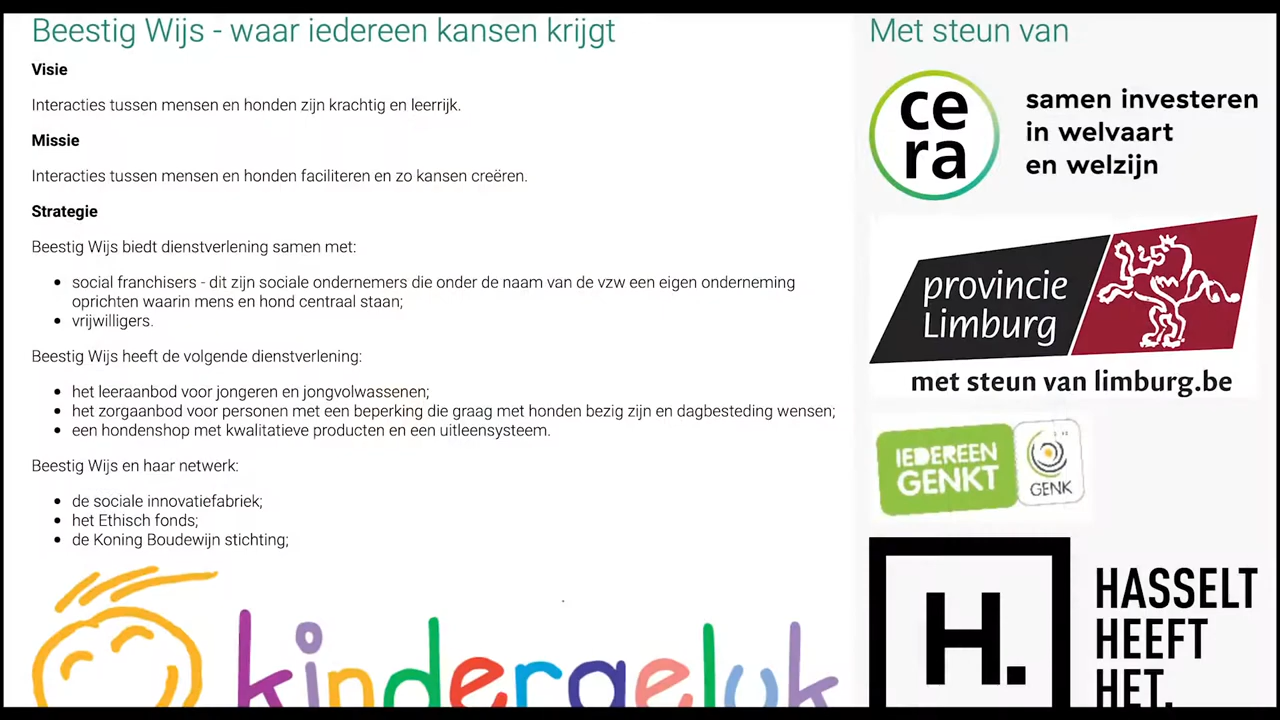 Beestig Wijs - waar iedereen kansen krijgt
Visie
Interacties tussen mensen en honden zijn krachtig en leerrijk.
Missie
Interacties tussen mensen en honden faciliteren en zo kansen creëren.
Strategie
Beestig Wijs biedt dienstverlening samen met:
social franchisers - dit zijn sociale ondernemers die onder de naam van de vzw een eigen onderneming
oprichten waarin mens en hond centraal staan;
vrijwilligers.
Beestig Wijs heeft de volgende dienstverlening:
het leeraanbod voor jongeren en jongvolwassenen;
het zorgaanbod voor personen met een beperking die graag met honden bezig zijn en dagbesteding wensen;
een hondenshop met kwalitatieve producten en een uitleensysteem.
Beestig Wijs en haar netwerk:
de sociale innovatiefabriek;
het Ethisch fonds;
de Koning Boudewijn stichting;
kindergeluk
Met steun van
ce
ra
samen investeren
in welvaart
en welzijn
provincie
Limburg
met steun van limburg.be
IEDEREEN
GENKT
GENK
H.
HASSELT
HEEFT
HET.